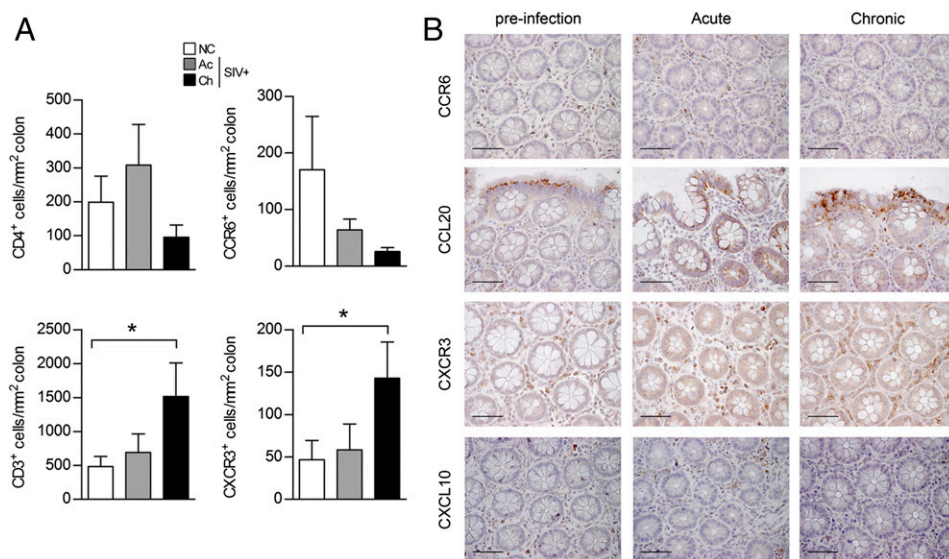 A
NC
Ac
Ch
SIV+
CD4+ cells/mm² colon
500
400
300
200
100
0
CCR6+ cells/mm² colon
300
200
100
0
CD3+ cells/mm² colon
2500
2000
1500
1000
500
0
*
CXCR3+ cells/mm² colon
200
150
100
50
0
*
B
pre-infection Acute Chronic
CCR6
CCL20
CXCR3
CXCL10